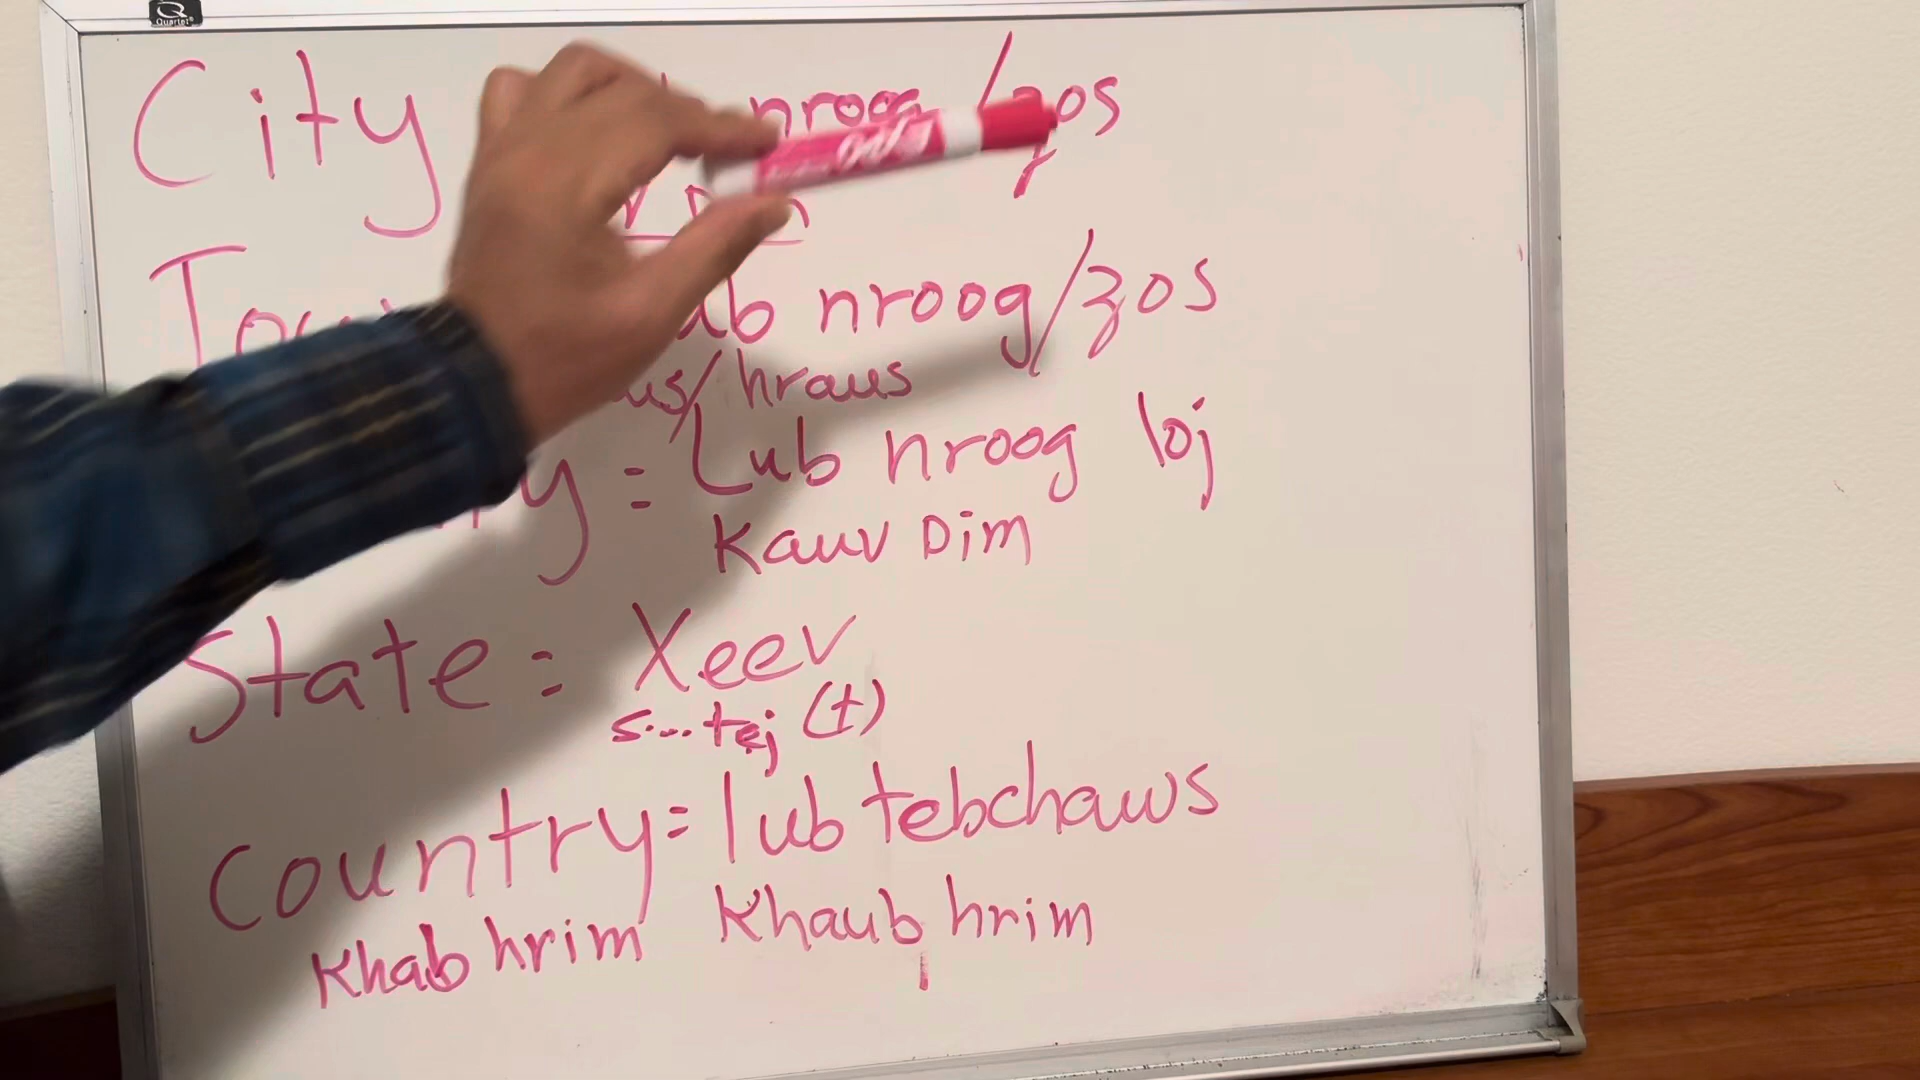 Quartet
City nroog /zos
lub nroog/zos
hraus
: Lub nroog loj
Kauv Dim
State : Xeev
s...tej (t)
Country = lub tebchaws
Khab hrim Khaub hrim